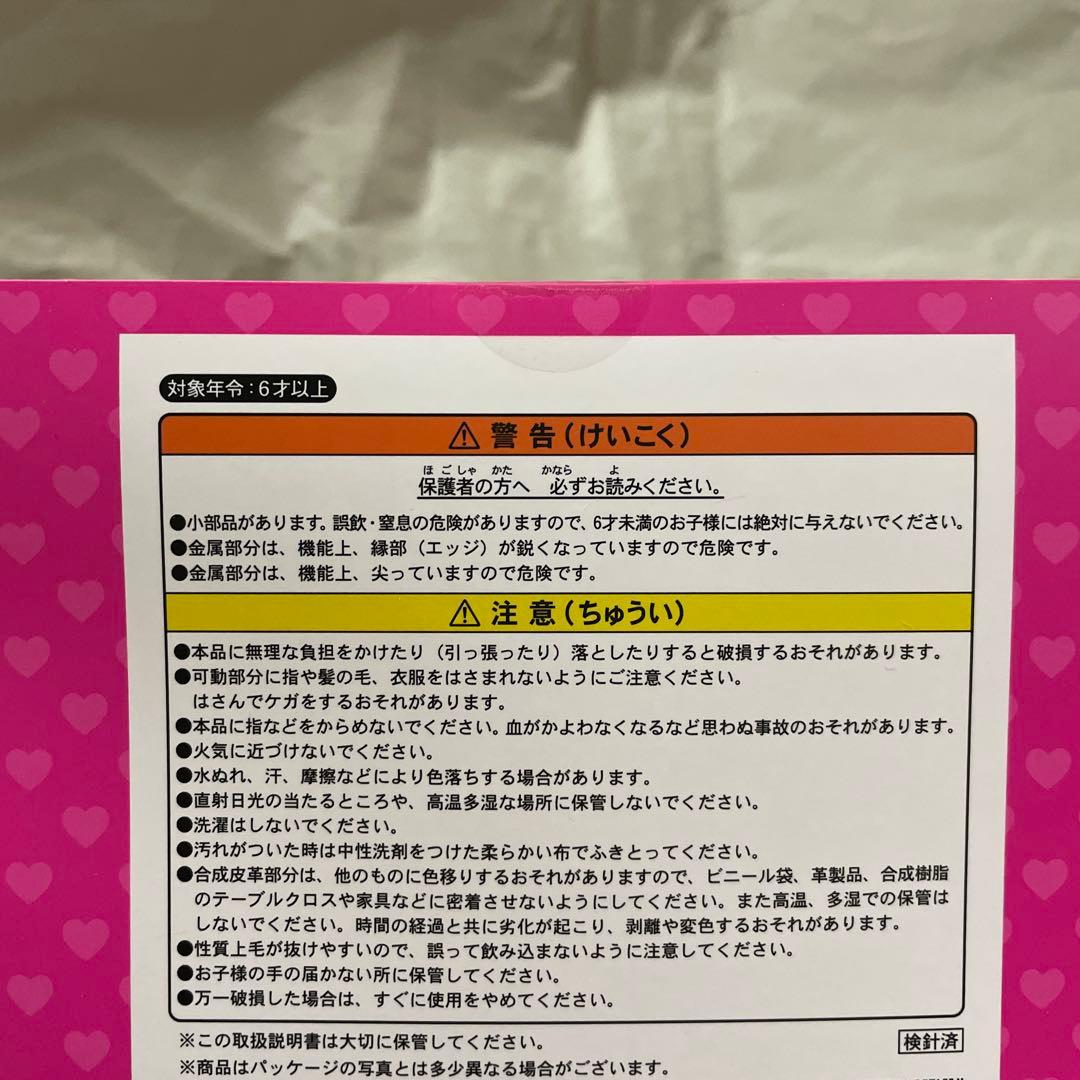 対象年令:6才以上
⚠ 警告(けいこく)
ほごしゃ かた かなら よ
保護者の方へ 必ずお読みください。
●小部品があります。誤飲・窒息の危険がありますので、6才未満のお子様には絶対に与えないでください。
●金属部分は、機能上、縁部(エッジ)が鋭くなっていますので危険です。
●金属部分は、機能上、尖っていますので危険です。
⚠ 注意(ちゅうい)
●本品に無理な負担をかけたり(引っ張ったり)落としたりすると破損するおそれがあります。
●可動部分に指や髪の毛、衣服をはさまれないようにご注意ください。
はさんでケガをするおそれがあります。
●本品に指などをからめないでください。血がかよわなくなるなど思わぬ事故のおそれがあります。
●火気に近づけないでください。
●水ぬれ、汗、摩擦などにより色落ちする場合があります。
●直射日光の当たるところや、高温多湿な場所に保管しないでください。
●洗濯はしないでください。
●汚れがついた時は中性洗剤をつけた柔らかい布でふきとってください。
●合成皮革部分は、他のものに色移りするおそれがありますので、ビニール袋、革製品、合成樹脂
のテーブルクロスや家具などに密着させないようにしてください。また高温、多湿での保管は
しないでください。時間の経過と共に劣化が起こり、剥離や変色するおそれがあります。
●性質上毛が抜けやすいので、誤って飲み込まないように注意してください。
●お子様の手の届かない所に保管してください。
●万一破損した場合は、すぐに使用をやめてください。
※この取扱説明書は大切に保管してください。
検針済
※商品はパッケージの写真とは多少異なる場合がございます。